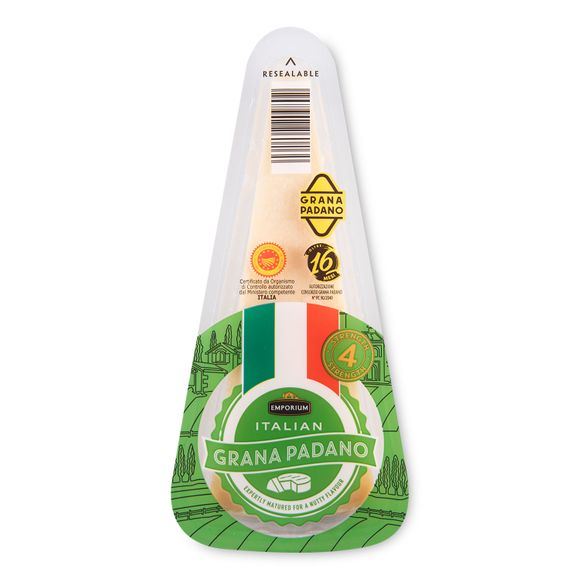 RESEALABLE
GRANA
PADANO
OLTRE
16
MESI
Certificato da Organismo
di Controllo autorizzato
dal Ministero competente
ITALIA
AUTORIZZAZIONE
CONSORZIO GRANA PADANO
STRENGTH
4
STRENGTH
EMPORIUM
ITALIAN
GRANA PADANO
EXPERTLY MATURED FOR A NUTTY FLAVOUR